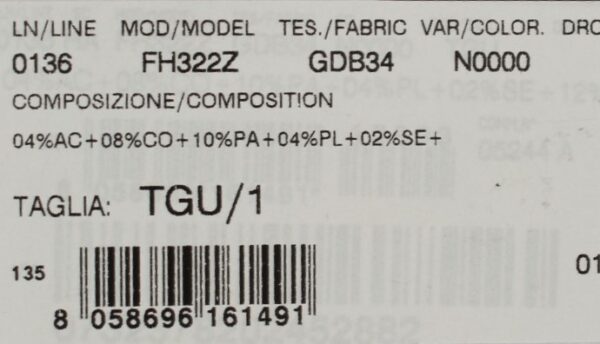 LN/LINE MOD/MODEL TES./FABRIC VAR/COLOR. DRO
0136 FH322Z GDB34 N0000
COMPOSIZIONE/COMPOSITION
04%AC+08%CO+10%PA+04%PL+02%SE+
TAGLIA: TGU/1
135
01
8 058696 161491